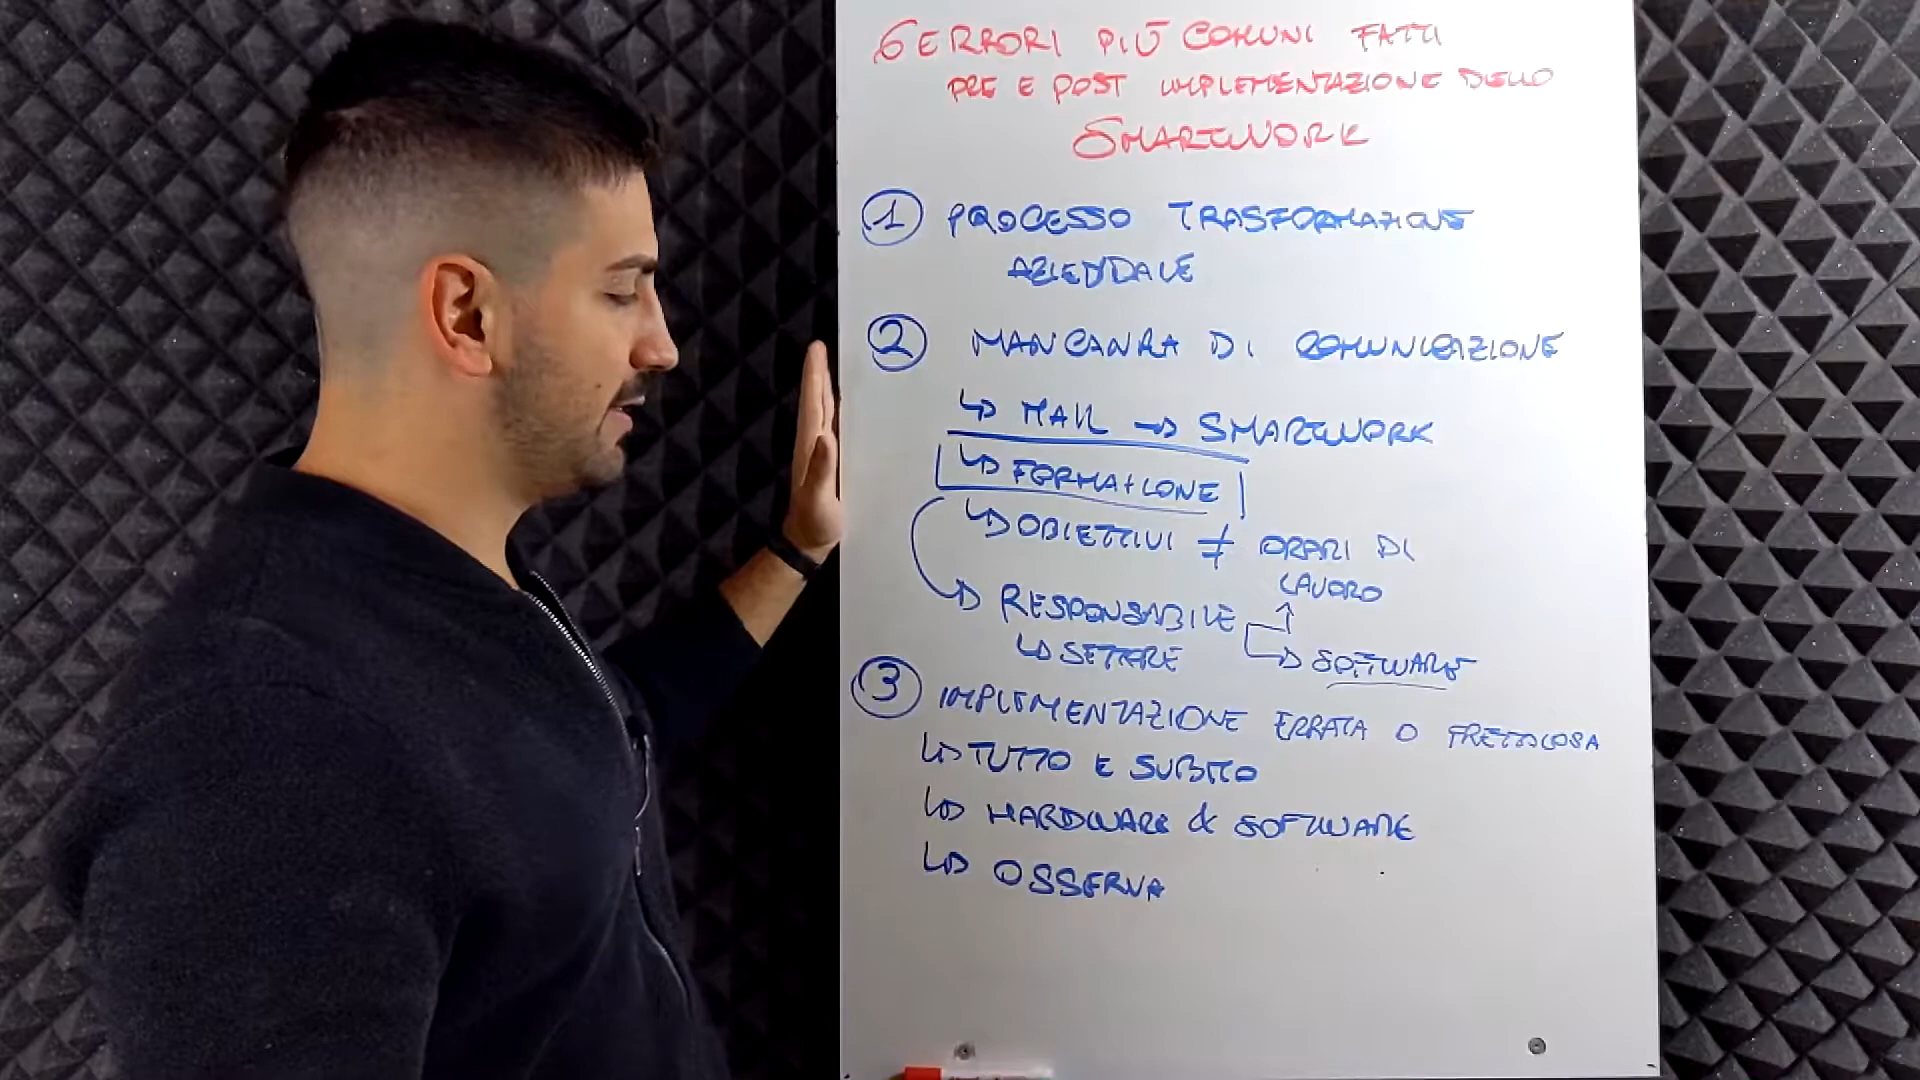 6 ERRORI PIÙ COMUNI FATTI
PRE E POST IMPLEMENTAZIONE DELLO
SMARTWORK
1 PROCESSO TRASFORMAZIONE
AZIENDALE
2 MANCANZA DI COMUNICAZIONE
↳ MAIL → SMARTWORK
↳ FORMAZIONE
↳ OBIETTIVI ≠ ORARI DI
LAVORO
→ RESPONSABILE
↳ SETTORE → SOFTWARE
3 IMPLEMENTAZIONE ERRATA O FRETTOLOSA
↳ TUTTO E SUBITO
↳ HARDWARE & SOFTWARE
↳ OSSERVA